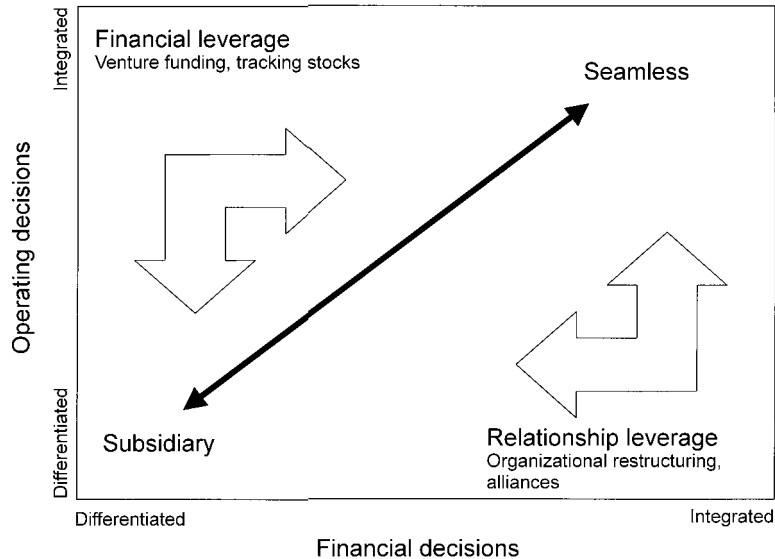 Financial leverage
Venture funding, tracking stocks
Seamless
Integrated
Operating decisions
Differentiated
Subsidiary
Relationship leverage
Organizational restructuring,
alliances
Differentiated
Integrated
Financial decisions